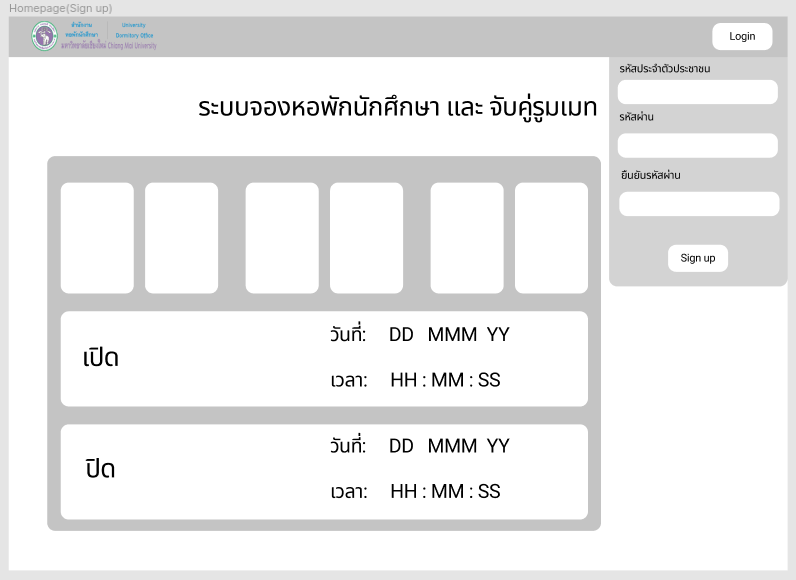 Homepage(Sign up)
สำนักงาน
หอพักนักศึกษา
University
Dormitory Office
มหาวิทยาลัยเชียงใหม่ Chiang Mai University
Login
รหัสประจำตัวประชาชน
รหัสผ่าน
ยืนยันรหัสผ่าน
Sign up
ระบบจองหอพักนักศึกษา และ จับคู่รูมเมท
เปิด
วันที่: DD MMM YY
เวลา: HH : MM : SS
ปิด
วันที่: DD MMM YY
เวลา: HH : MM : SS